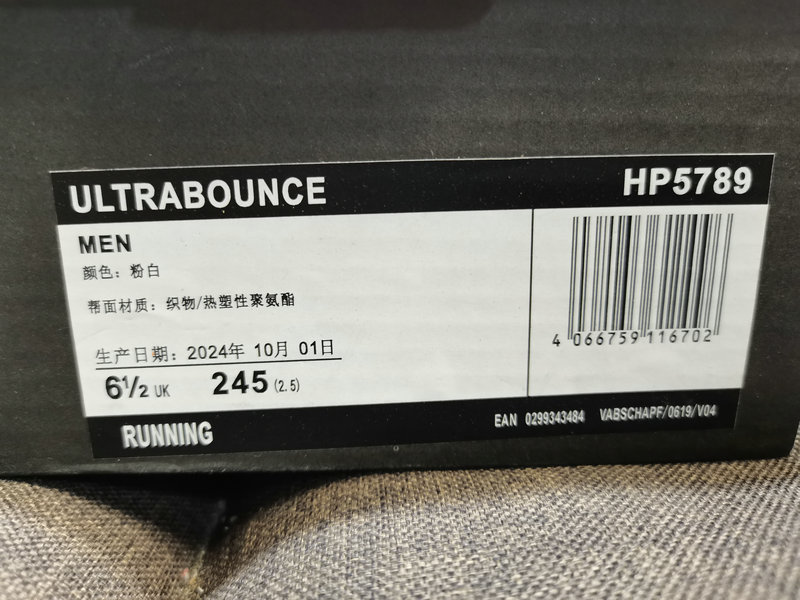 ULTRABOUNCE HP5789
MEN
颜色：粉白
帮面材质：织物/热塑性聚氨酯
生产日期：2024年 10月 01日
6½ UK 245 (2.5)
4 066759 116702
RUNNING
EAN 0299343484 VABSCHAPF/0619/V04